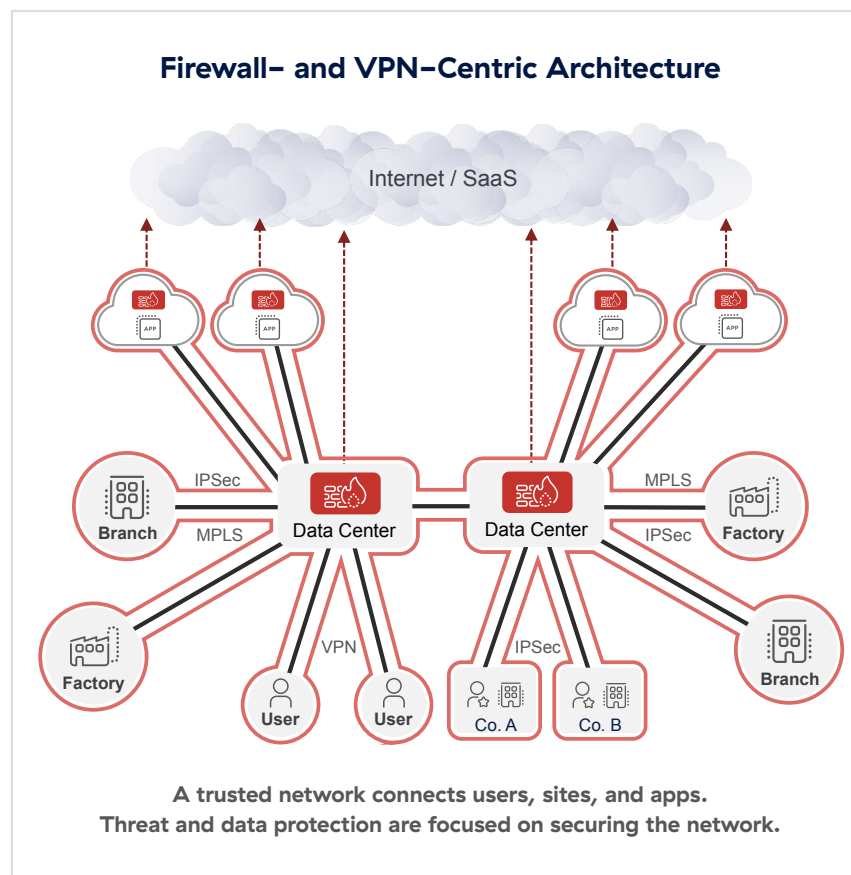 Firewall– and VPN–Centric Architecture
Internet / SaaS
APP
APP
APP
APP
IPSec
MPLS
Branch
Data Center
Data Center
MPLS
IPSec
Factory
Factory
VPN
IPSec
Branch
User
User
Co. A
Co. B
A trusted network connects users, sites, and apps.
Threat and data protection are focused on securing the network.